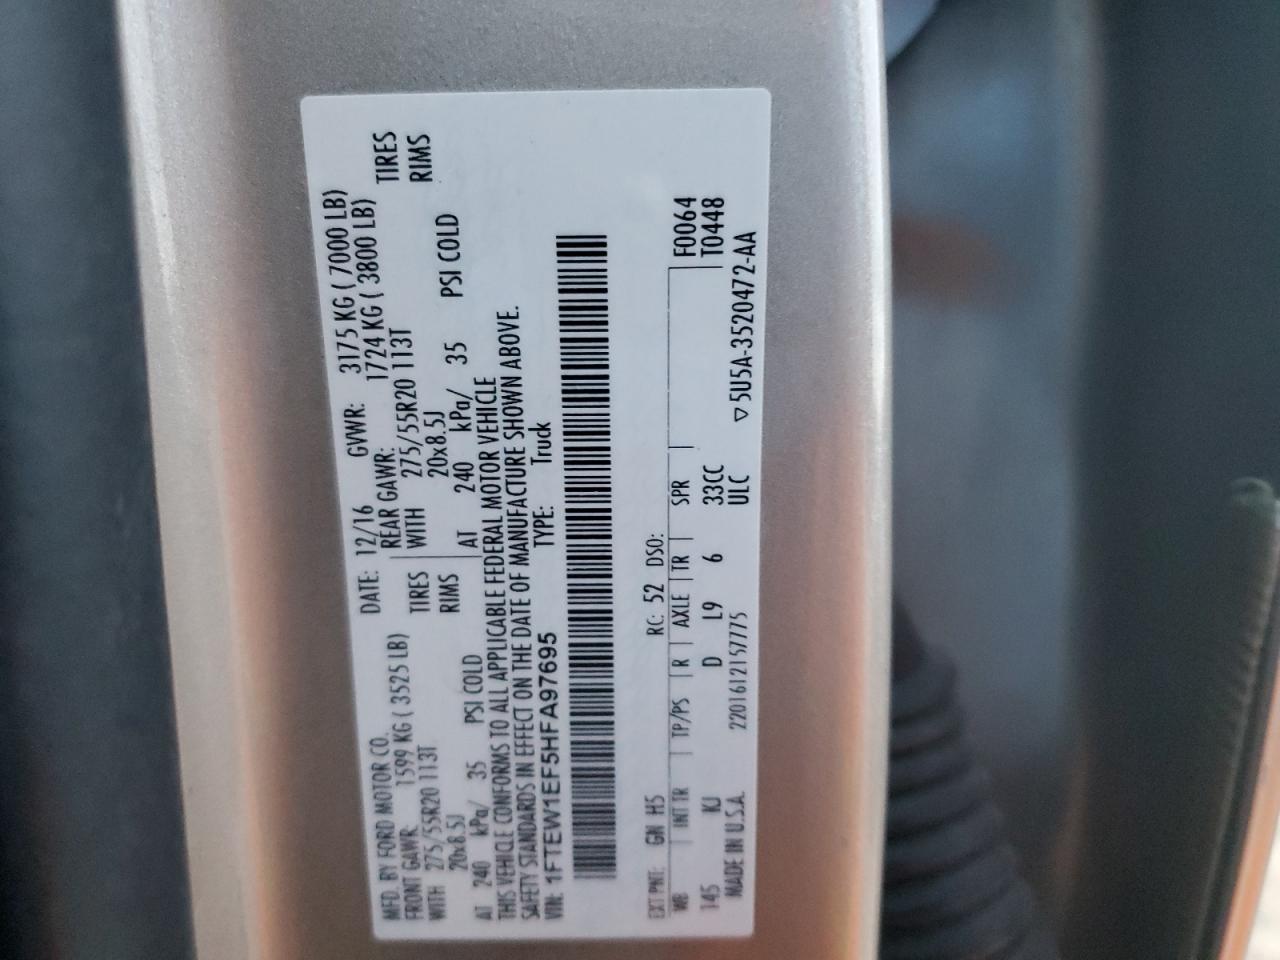 MFD. BY FORD MOTOR CO. DATE: 12/16 GVWR: 3175 KG ( 7000 LB)
FRONT GAWR: 1599 KG ( 3525 LB) REAR GAWR: 1724 KG ( 3800 LB)
WITH 275/55R20 113T TIRES WITH 275/55R20 113T TIRES
20x8.5J RIMS 20x8.5J RIMS
AT 240 kPa/ 35 PSI COLD AT 240 kPa/ 35 PSI COLD
THIS VEHICLE CONFORMS TO ALL APPLICABLE FEDERAL MOTOR VEHICLE
SAFETY STANDARDS IN EFFECT ON THE DATE OF MANUFACTURE SHOWN ABOVE.
VIN: 1FTEW1EF5HFA97695 TYPE: Truck
EXT PNT: GN H5 RC: 52 DSO:
WB INT TR TP/PS R AXLE TR SPR F0064
145 KJ D L9 6 33CC T0448
MADE IN U.S.A. 2201612157775 ULC
▽5U5A-3520472-AA